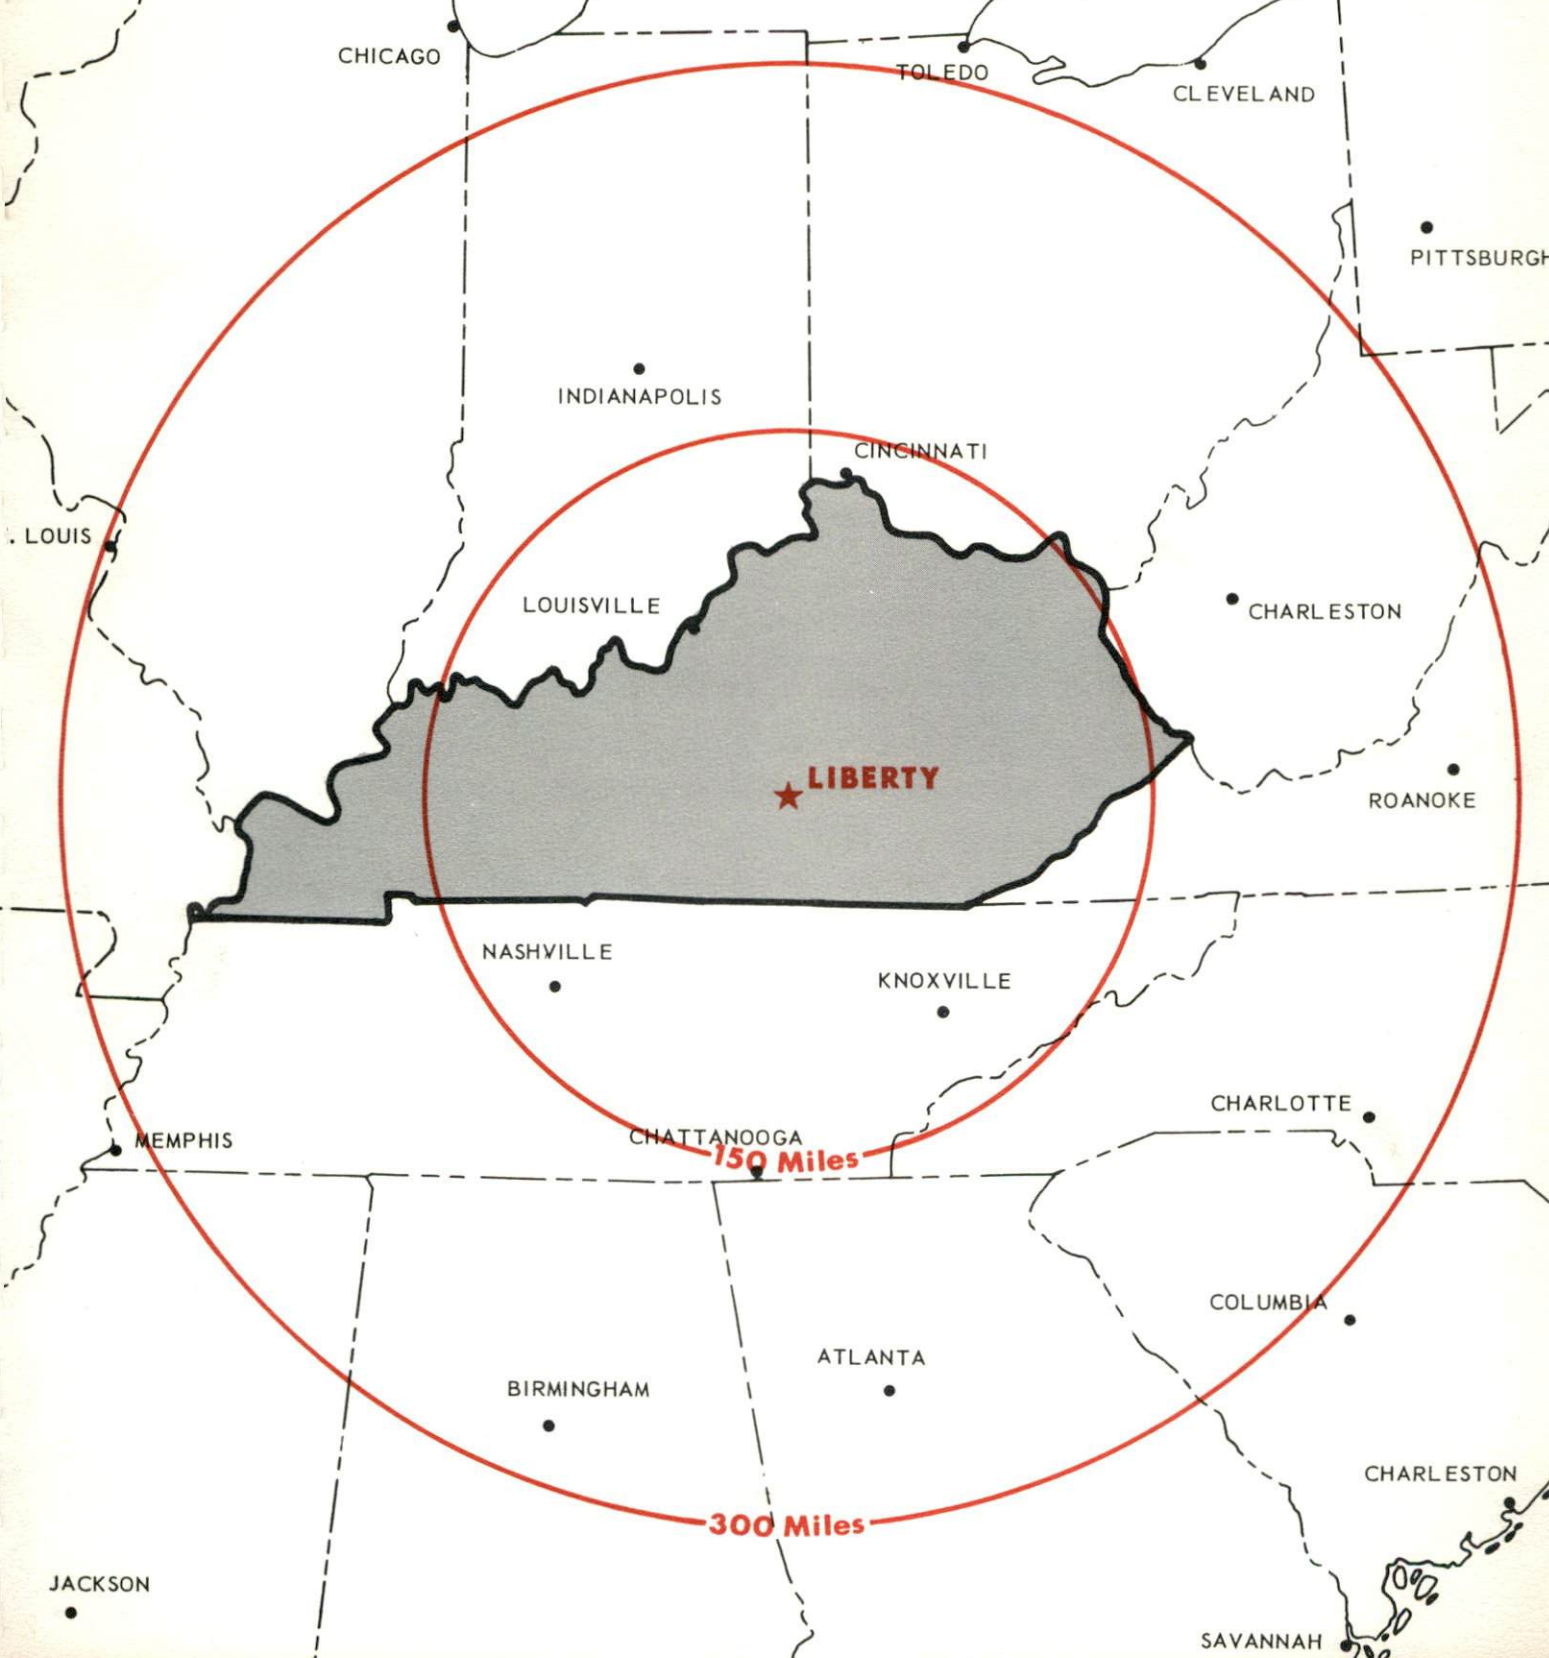 CHICAGO
TOLEDO
CLEVELAND
PITTSBURGH
INDIANAPOLIS
CINCINNATI
. LOUIS
LOUISVILLE
CHARLESTON
LIBERTY
ROANOKE
NASHVILLE
KNOXVILLE
CHARLOTTE
MEMPHIS
CHATTANOOGA
150 Miles
COLUMBIA
ATLANTA
BIRMINGHAM
CHARLESTON
300 Miles
JACKSON
SAVANNAH